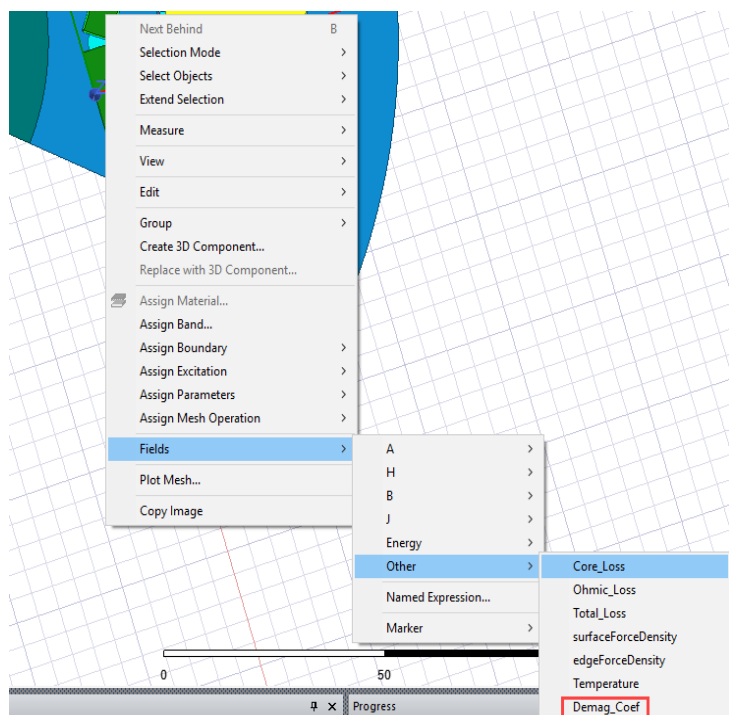 Next Behind B
Selection Mode
Select Objects
Extend Selection
Measure
View
Edit
Group
Create 3D Component...
Replace with 3D Component...
Assign Material...
Assign Band...
Assign Boundary
Assign Excitation
Assign Parameters
Assign Mesh Operation
Fields
Plot Mesh...
Copy Image
A
H
B
J
Energy
Other
Named Expression...
Marker
Core_Loss
Ohmic_Loss
Total_Loss
surfaceForceDensity
edgeForceDensity
Temperature
Demag_Coef
0 50
Progress